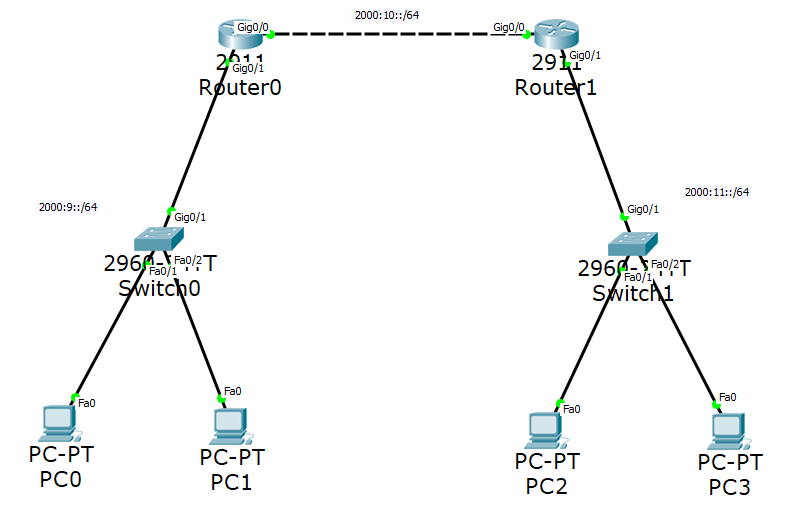 2000:10::/64
Gig0/0
Gig0/0
2911
Router0
Gig0/1
2911
Router1
Gig0/1
2000:9::/64
2000:11::/64
Gig0/1
Gig0/1
Switch0
Fa0/2
Fa0/1
Switch1
Fa0/2
Fa0/1
Fa0
Fa0
Fa0
Fa0
PC-PT
PC0
PC-PT
PC1
PC-PT
PC2
PC-PT
PC3